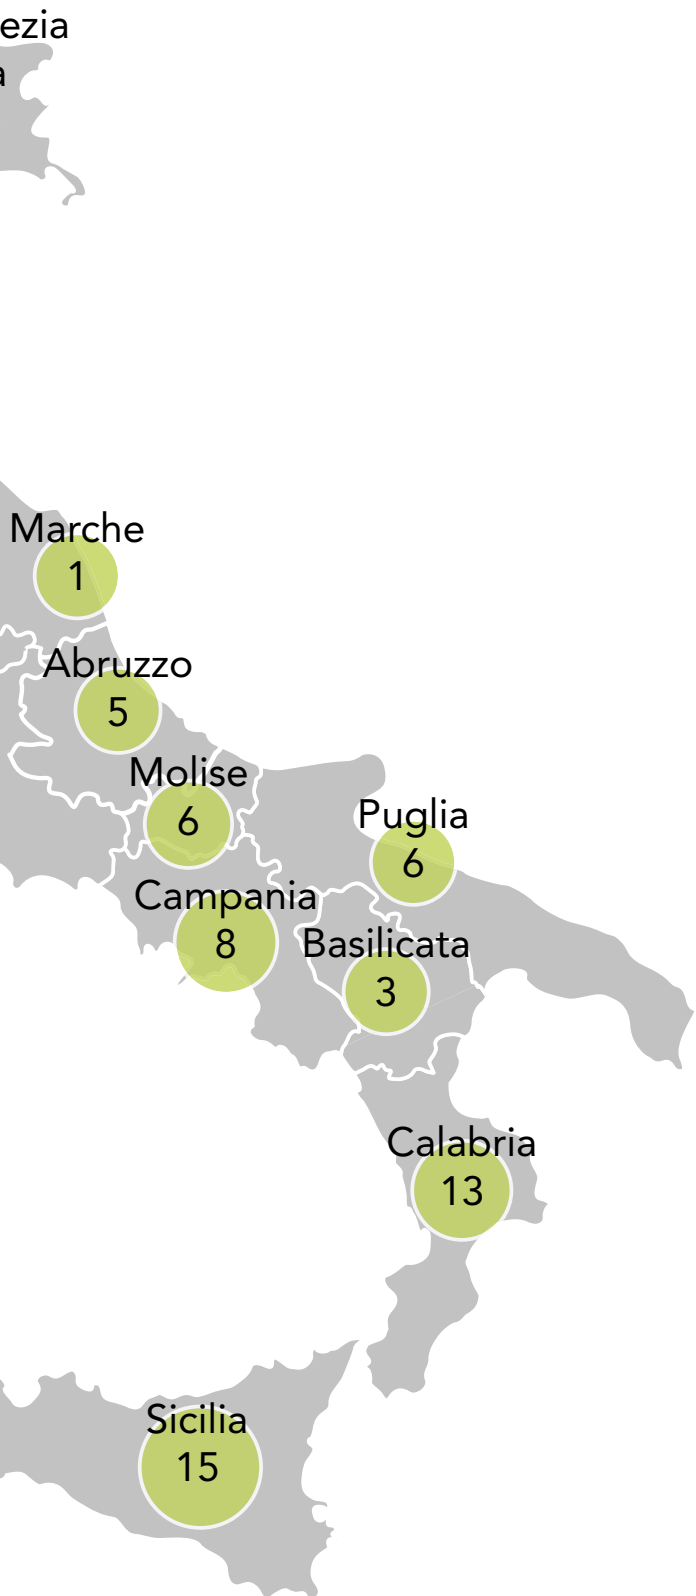 ezia
a
Marche
1
Abruzzo
5
Molise
6
Puglia
6
Campania
8
Basilicata
3
Calabria
13
Sicilia
15